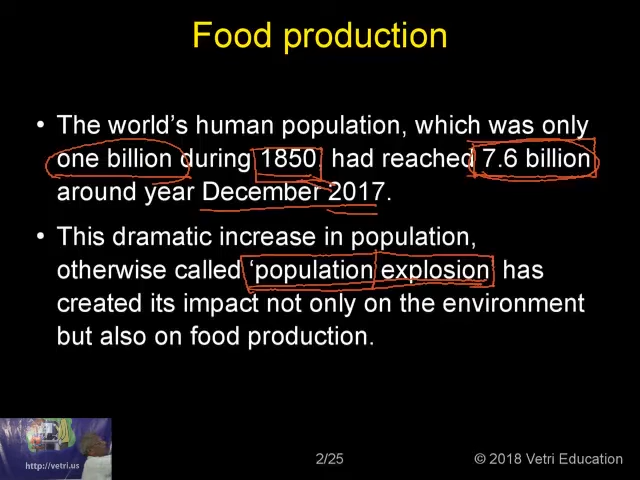 Food production
• The world's human population, which was only
one billion during 1850, had reached 7.6 billion
around year December 2017.
• This dramatic increase in population,
otherwise called 'population explosion, has
created its impact not only on the environment
but also on food production.
http://vetri.us
2/25
© 2018 Vetri Education